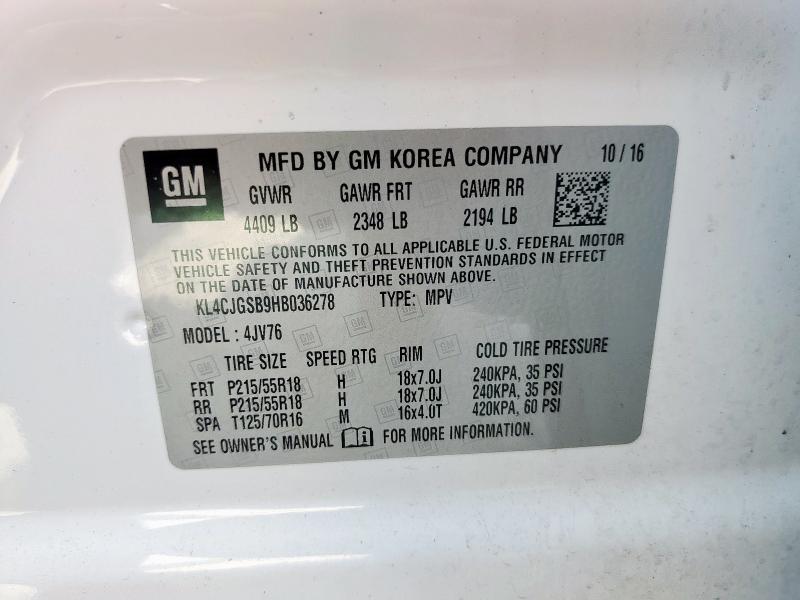 GM
MFD BY GM KOREA COMPANY 10 / 16
GVWR GAWR FRT GAWR RR
4409 LB 2348 LB 2194 LB
THIS VEHICLE CONFORMS TO ALL APPLICABLE U.S. FEDERAL MOTOR
VEHICLE SAFETY AND THEFT PREVENTION STANDARDS IN EFFECT
ON THE DATE OF MANUFACTURE SHOWN ABOVE.
KL4CJGSB9HB036278 TYPE: MPV
MODEL : 4JV76
TIRE SIZE SPEED RTG RIM COLD TIRE PRESSURE
FRT P215/55R18 H 18x7.0J 240KPA, 35 PSI
RR P215/55R18 H 18x7.0J 240KPA, 35 PSI
SPA T125/70R16 M 16x4.0T 420KPA, 60 PSI
SEE OWNER'S MANUAL FOR MORE INFORMATION.